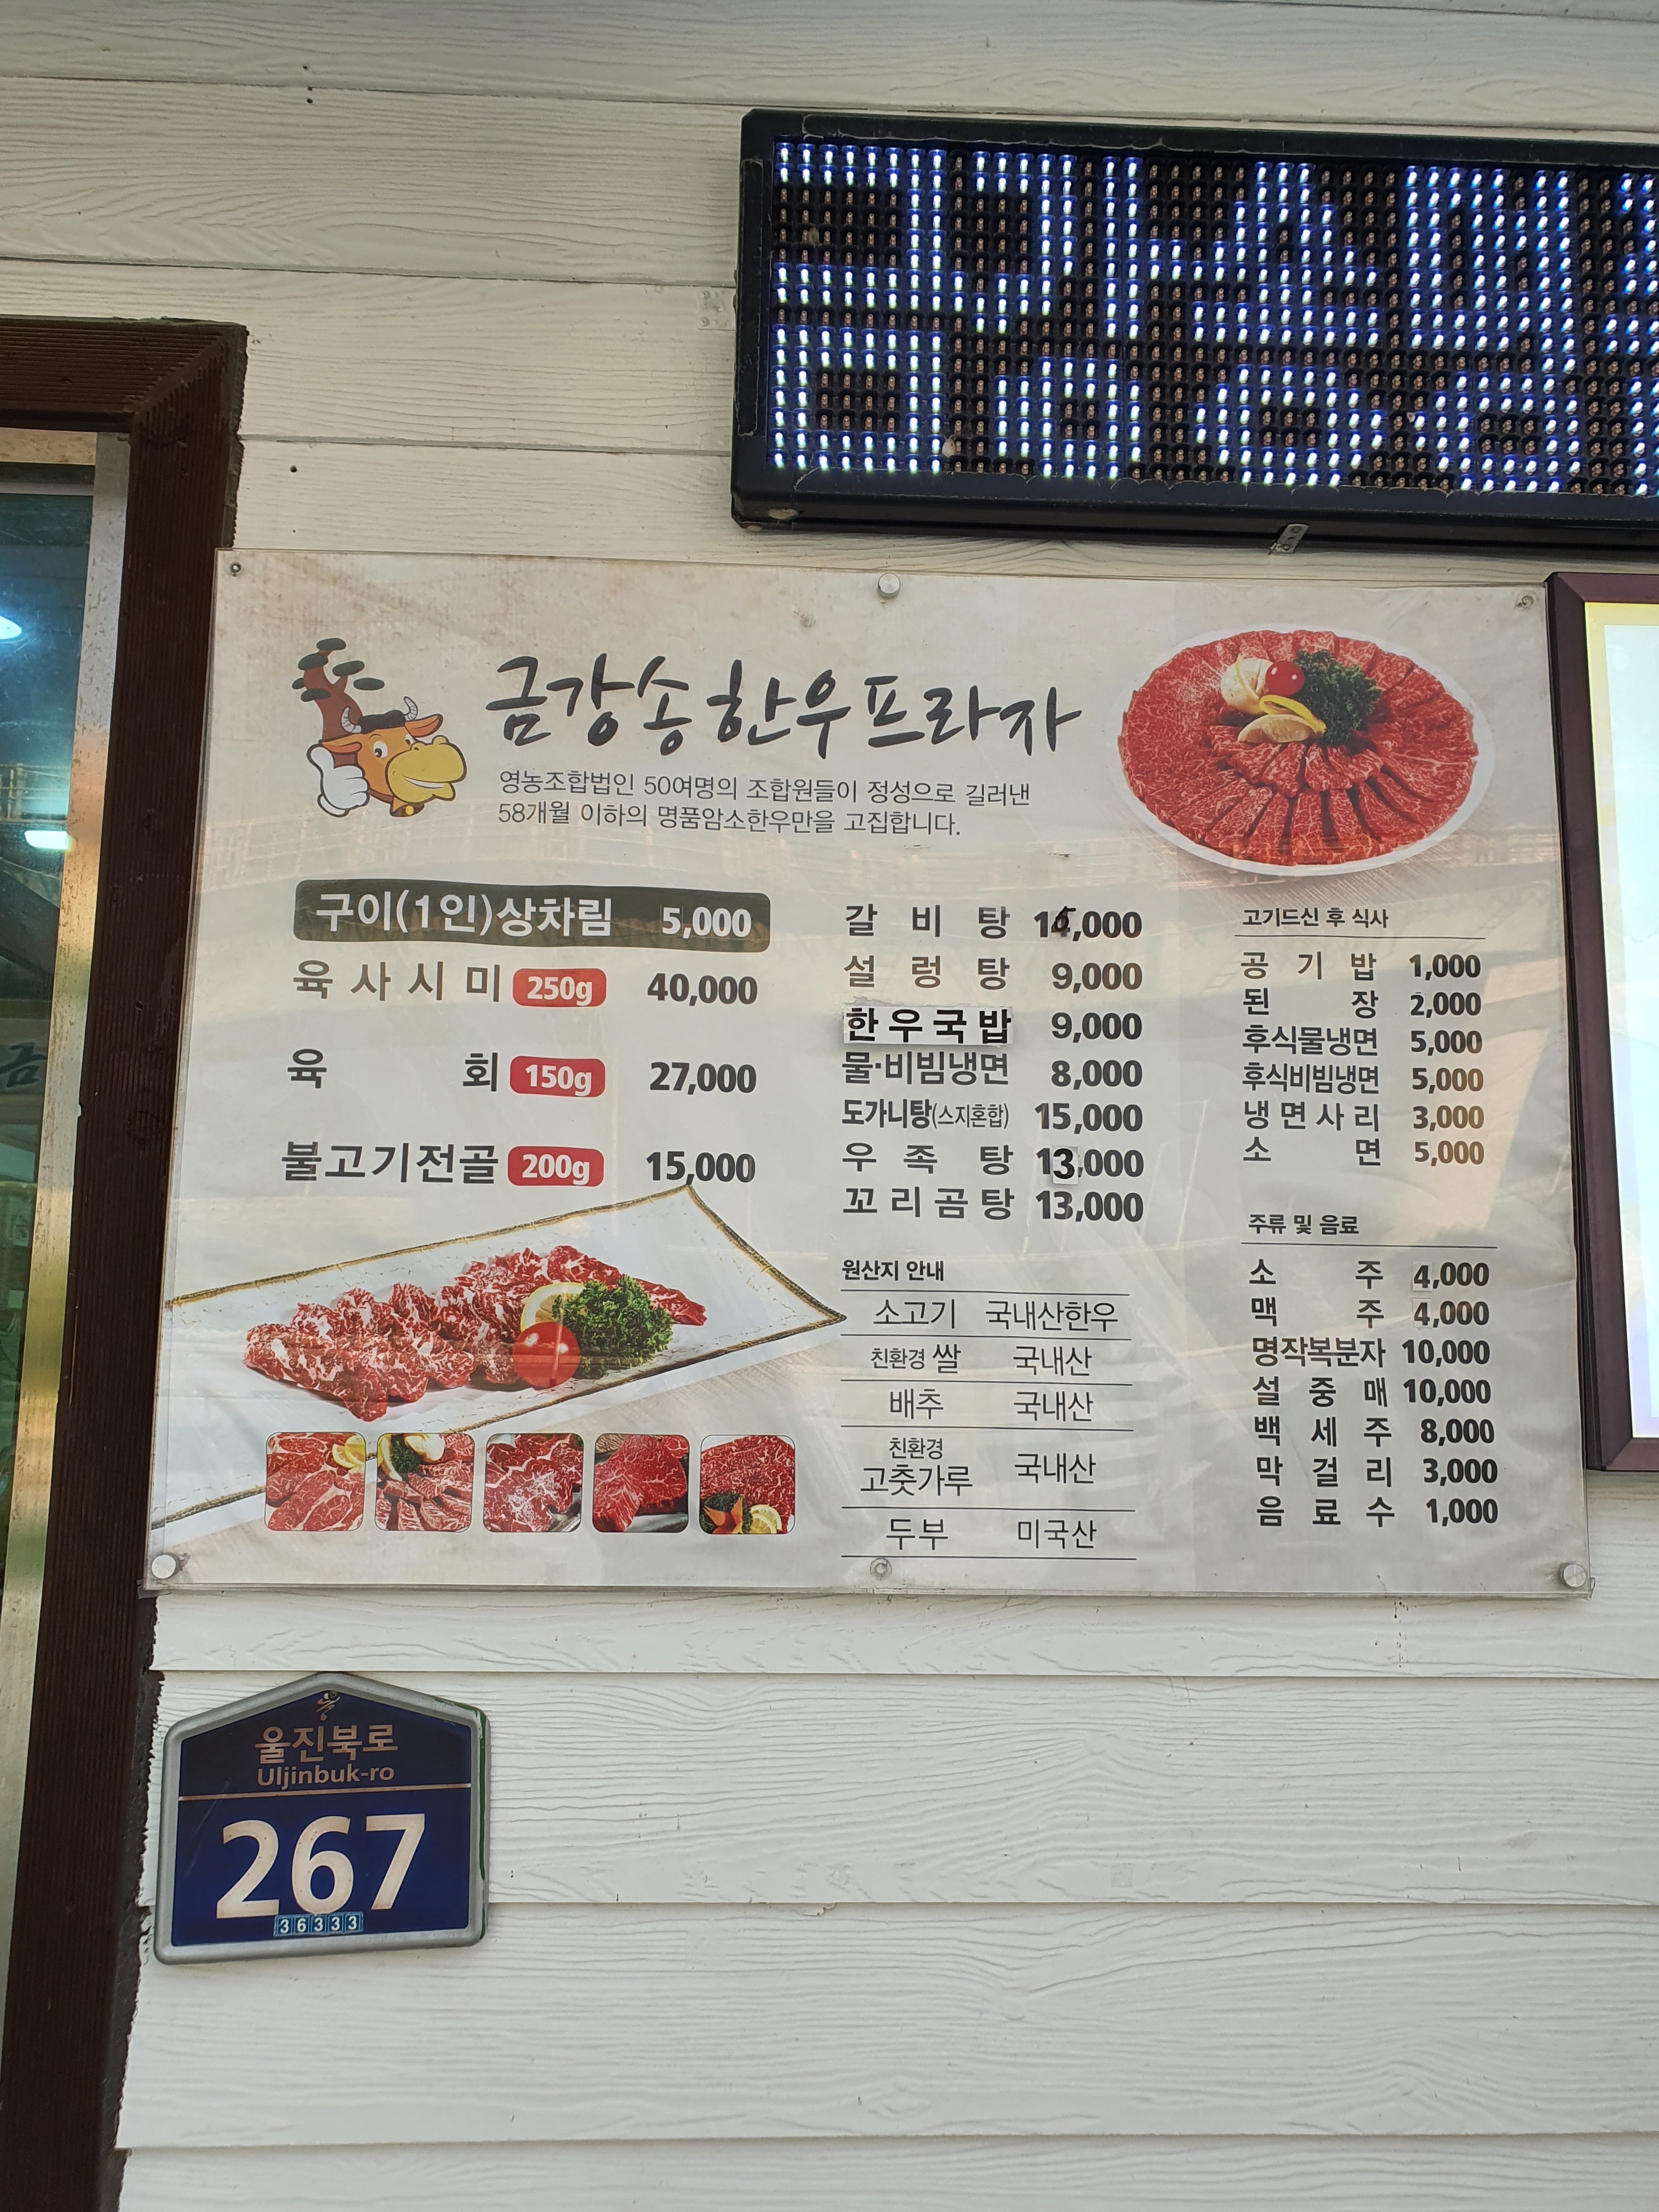 금강송한우프라자
영농조합법인 50여명의 조합원들이 정성으로 길러낸
58개월 이하의 명품암소한우만을 고집합니다.
구이(1인)상차림 5,000
육사시미 250g 40,000
육회 150g 27,000
불고기전골 200g 15,000
갈비탕 15,000
설렁탕 9,000
한우국밥 9,000
물·비빔냉면 8,000
도가니탕(스지혼합) 15,000
우족탕 13,000
꼬리곰탕 13,000
원산지 안내
소고기 국내산한우
친환경 쌀 국내산
배추 국내산
친환경
고춧가루 국내산
두부 미국산
고기드신 후 식사
공기밥 1,000
된장 2,000
후식물냉면 5,000
후식비빔냉면 5,000
냉면사리 3,000
소면 5,000
주류 및 음료
소주 4,000
맥주 4,000
명작복분자 10,000
설중매 10,000
백세주 8,000
막걸리 3,000
음료수 1,000
울진북로
Uljinbuk-ro
267
36333